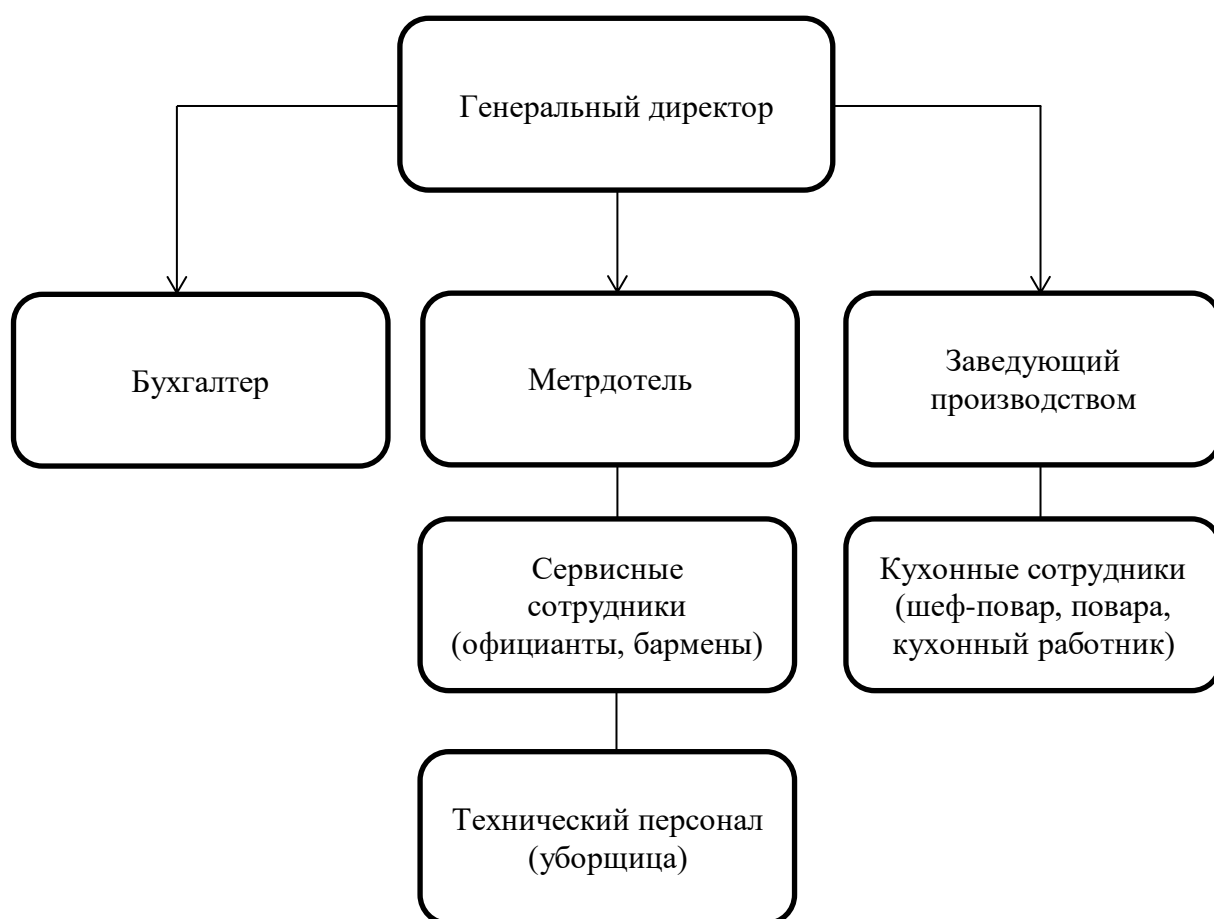 Генеральный директор
Бухгалтер
Метрдотель
Заведующий
производством
Сервисные
сотрудники
(официанты, бармены)
Кухонные сотрудники
(шеф-повар, повара,
кухонный работник)
Технический персонал
(уборщица)